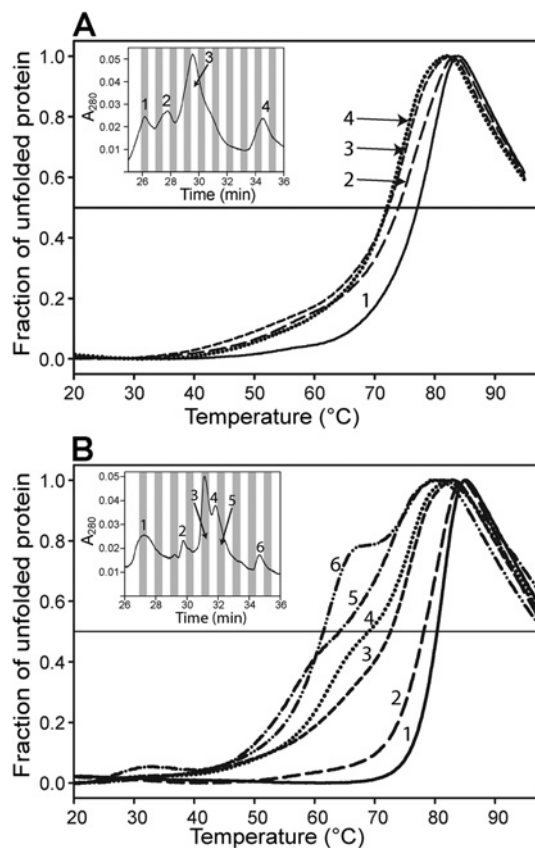 A
Fraction of unfolded protein
1.0
0.8
0.6
0.4
0.2
0.0
20 30 40 50 60 70 80 90
Temperature (°C)
A280
0.05
0.04
0.03
0.02
0.01
26 28 30 32 34 36
Time (min)
1 2 3 4
4
3
2
1
B
Fraction of unfolded protein
1.0
0.8
0.6
0.4
0.2
0.0
20 30 40 50 60 70 80 90
Temperature (°C)
A280
0.05
0.04
0.03
0.02
0.01
26 28 30 32 34 36
Time (min)
1 2 3 4 5 6
6
5
4
3
2
1